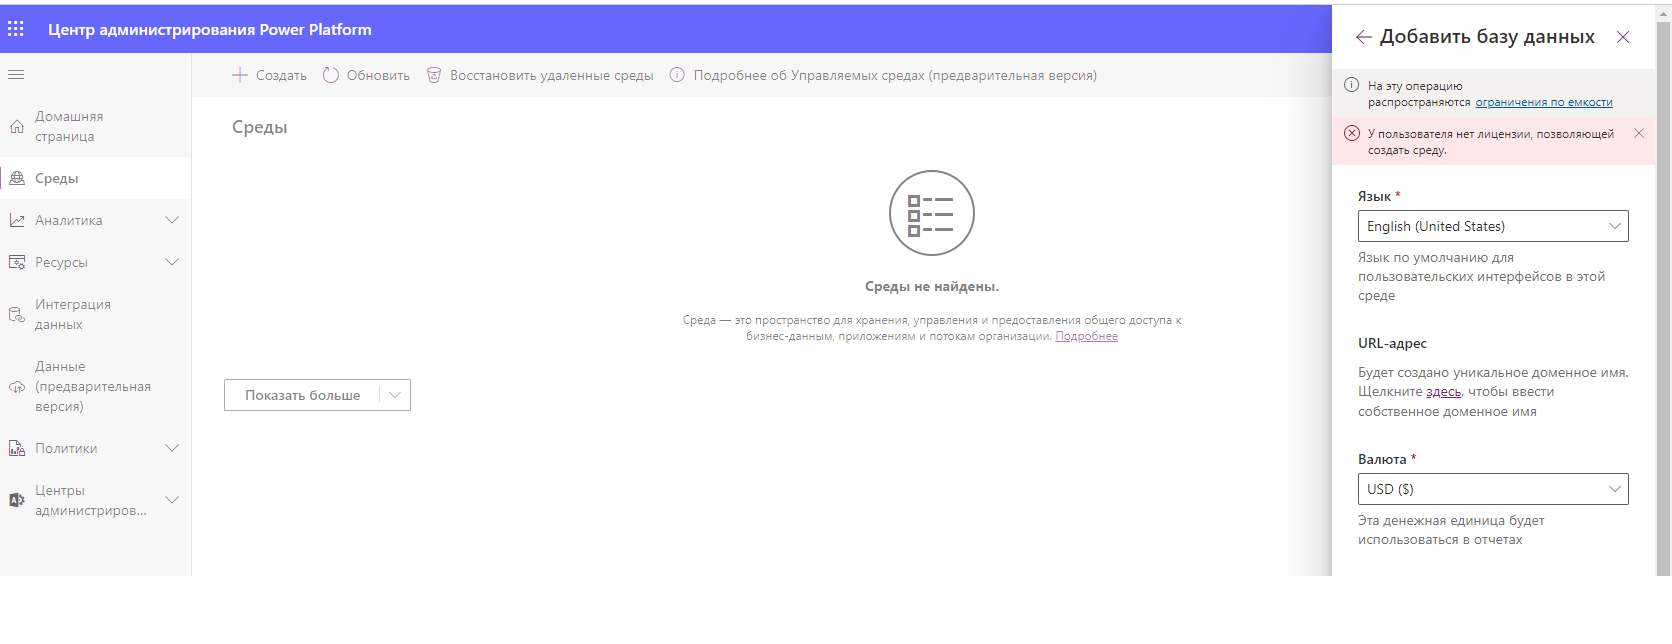 Центр администрирования Power Platform
Создать
Обновить
Восстановить удаленные среды
Подробнее об Управляемых средах (предварительная версия)
Домашняя
страница
Среды
Аналитика
Ресурсы
Интеграция
данных
Данные
(предварительная
версия)
Политики
Центры
администриров...
Среды
Среды не найдены.
Среда — это пространство для хранения, управления и предоставления общего доступа к
бизнес-данным, приложениям и потокам организации. Подробнее
Показать больше
Добавить базу данных
На эту операцию
распространяются ограничения по емкости
У пользователя нет лицензии, позволяющей
создать среду.
Язык *
English (United States)
Язык по умолчанию для
пользовательских интерфейсов в этой
среде
URL-адрес
Будет создано уникальное доменное имя.
Щелкните здесь, чтобы ввести
собственное доменное имя
Валюта *
USD ($)
Эта денежная единица будет
использоваться в отчетах